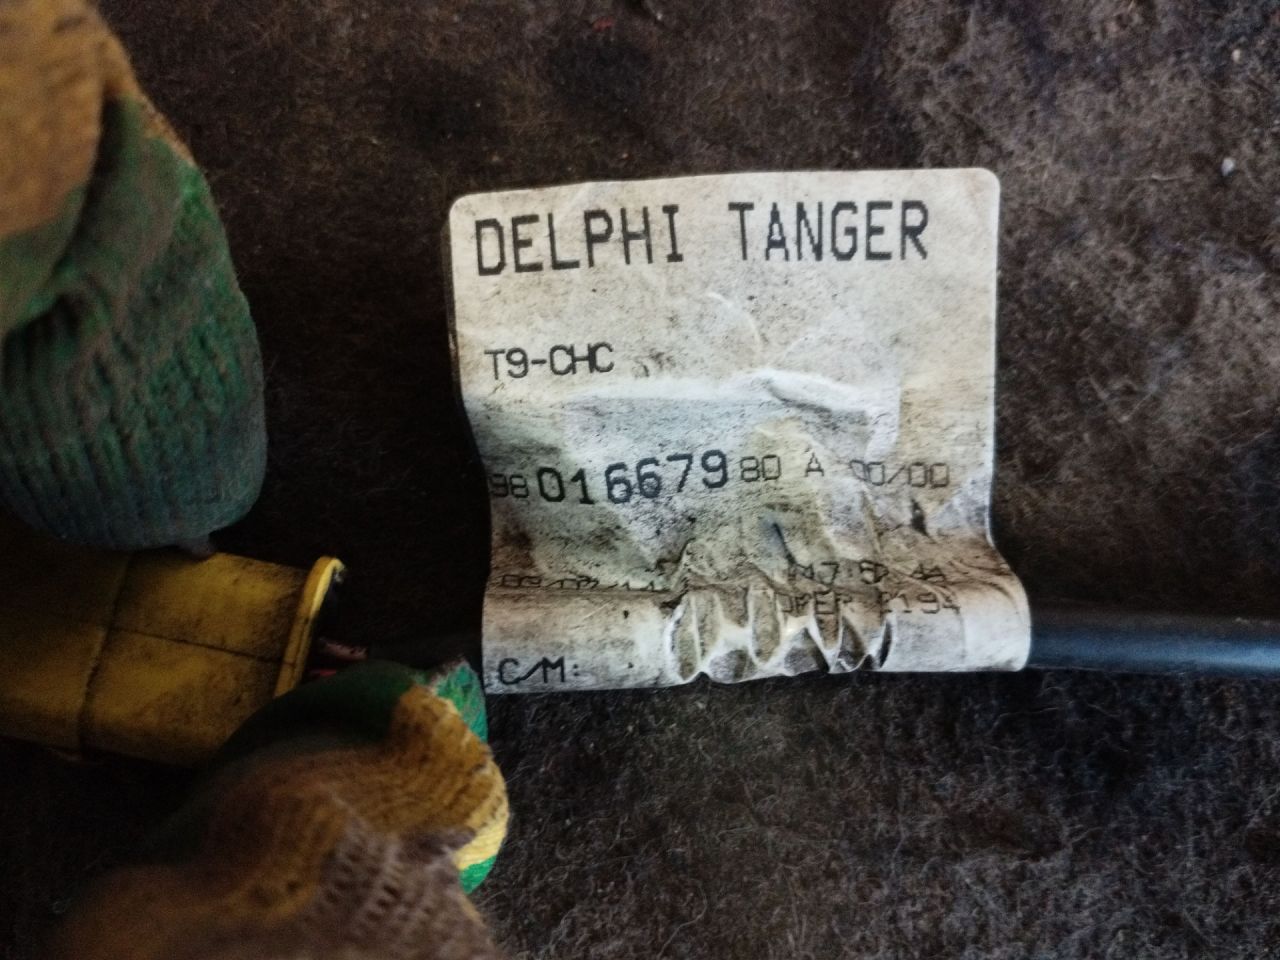 DELPHI TANGER
T9-CHC
98 016679 80 A 00/00
C/M: